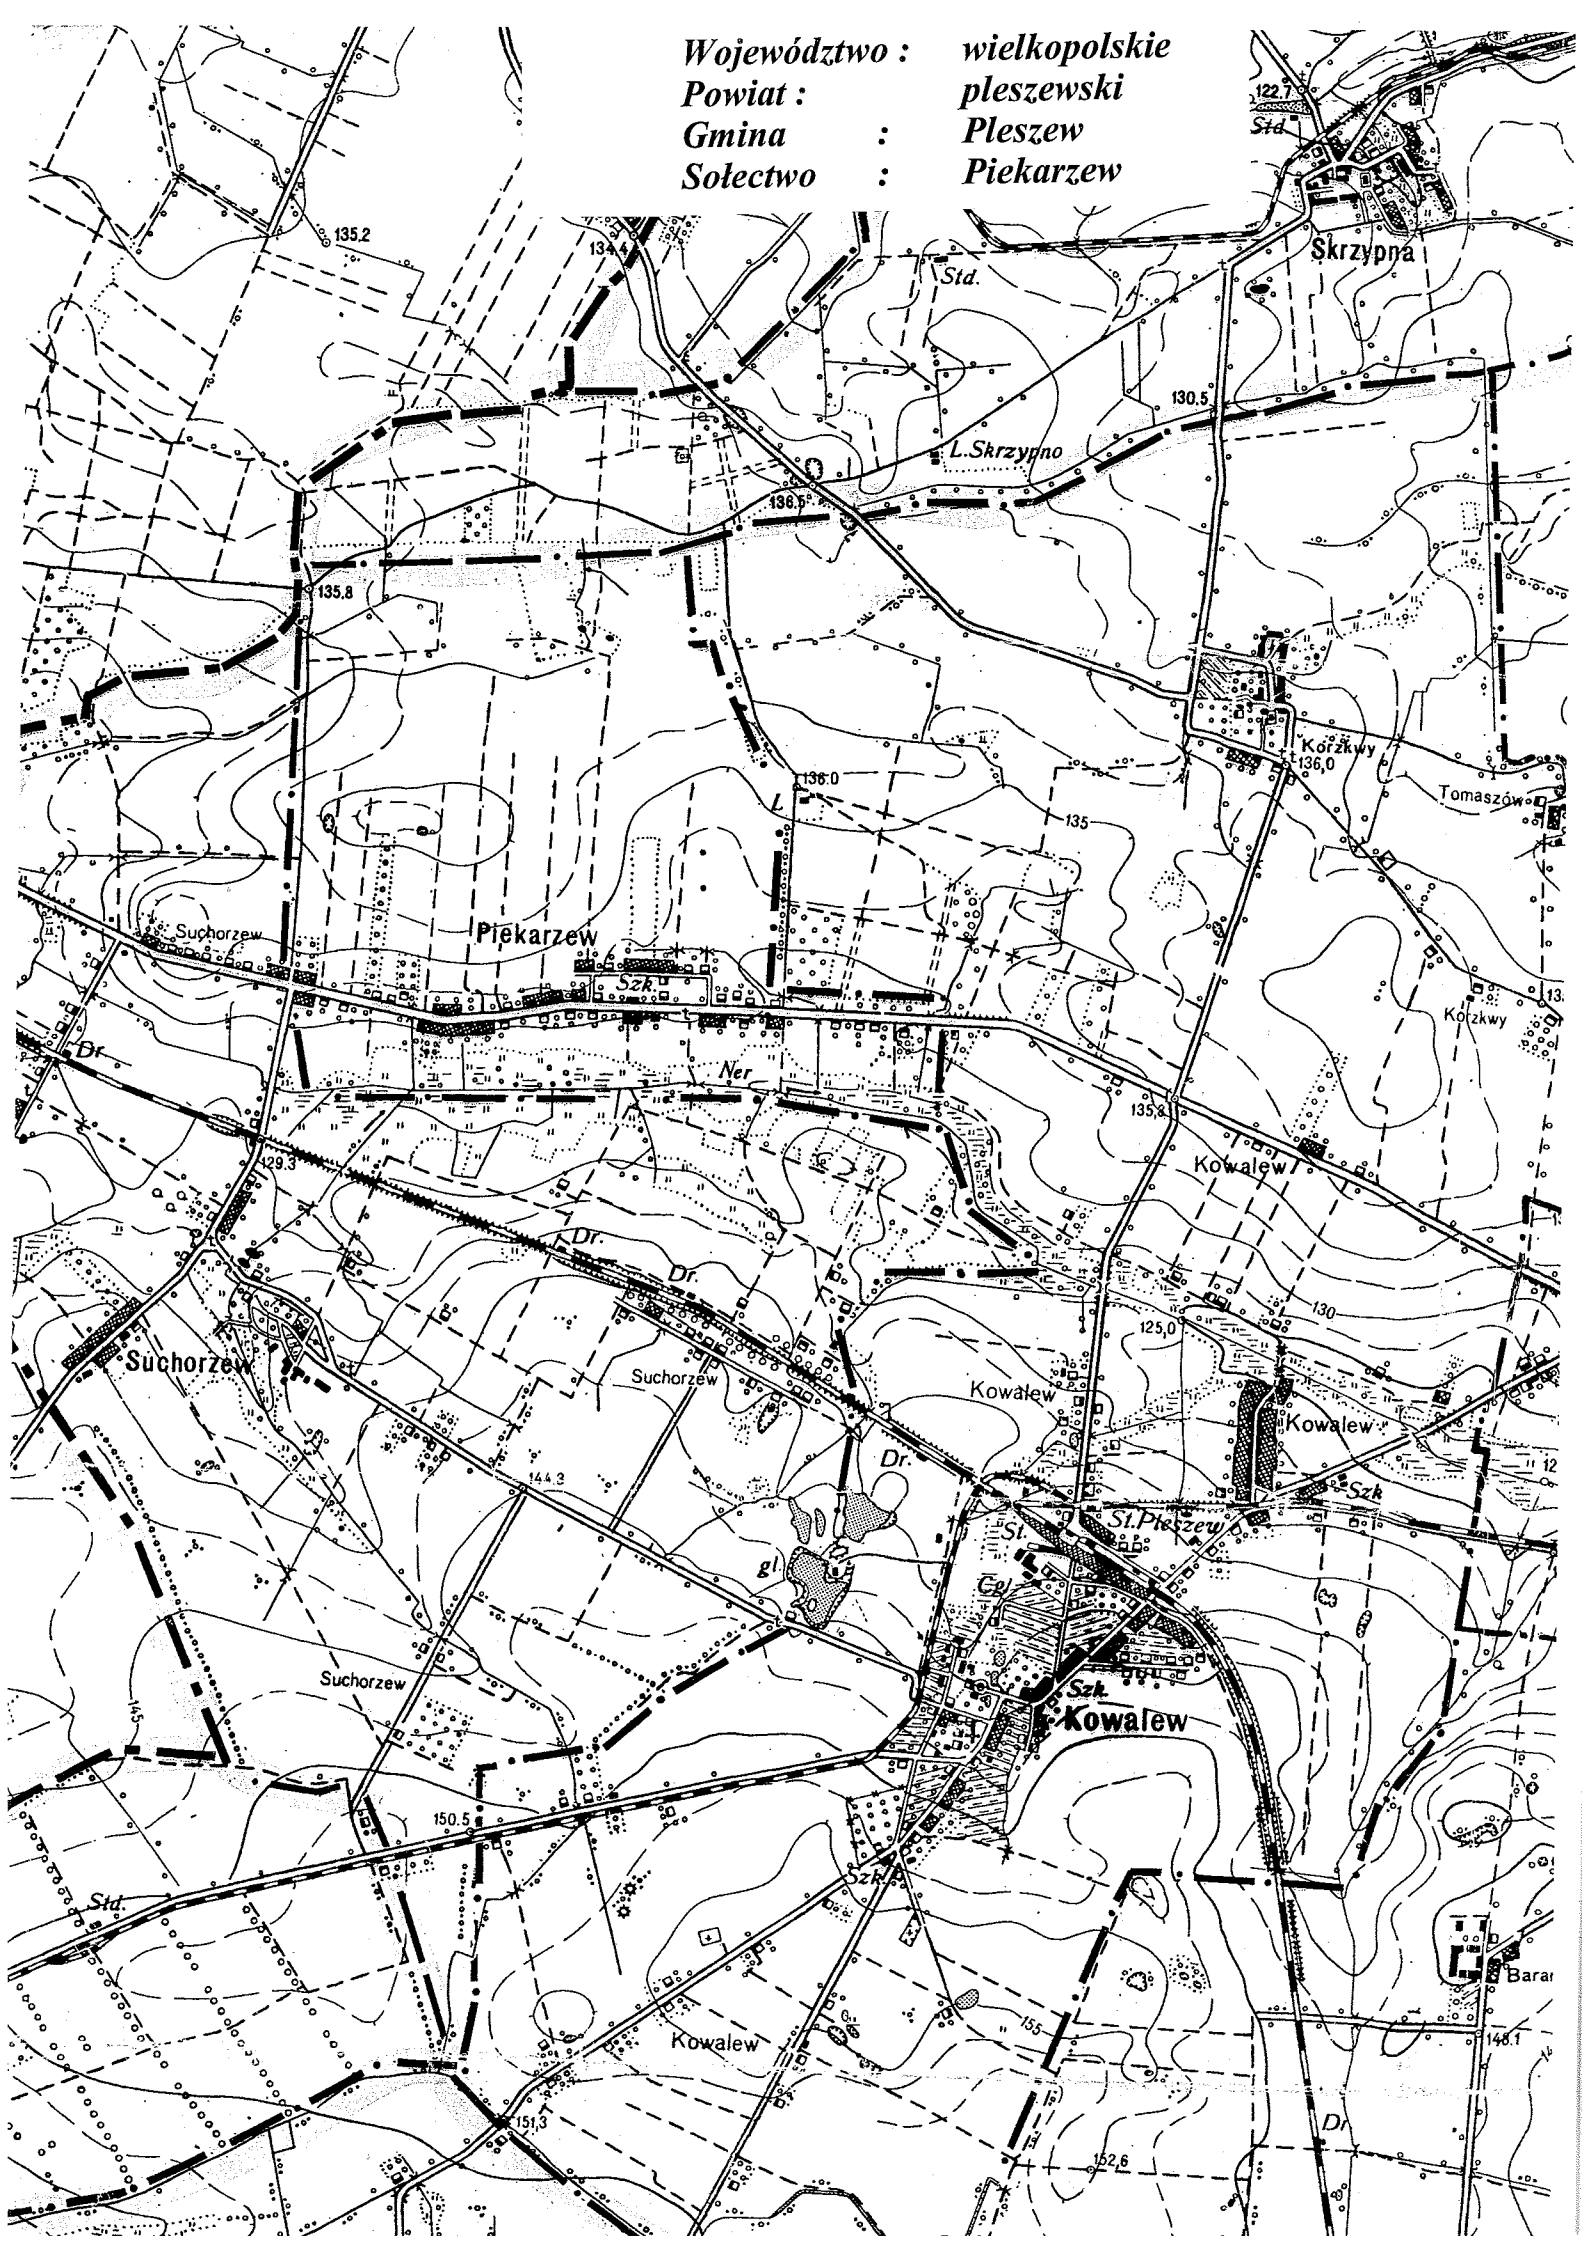 Województwo : wielkopolskie
Powiat : pleszewski
Gmina : Pleszew
Sołectwo : Piekarzew
122,7
Std
135,2
134,4
Std.
Skrzypna
130,5
L.Skrzypno
136,5
135,8
Korzkwy
136,0
136,0
L.
Tomaszów
135
Suchorzew
Piekarzew
Szk.
Korzkwy
Dr
Ner
135,8
129,3
Kowalew
Dr.
Dr.
130
125,0
Suchorzew
Suchorzew
Kowalew
Kowalew
Dr.
144,3
Szk
St.
St.Pleszew
gl.
Cgl.
Suchorzew
Szk.
145
Kowalew
150,5
Szk.
Std.
Kowalew
155
148,1
151,3
Dr
152,6